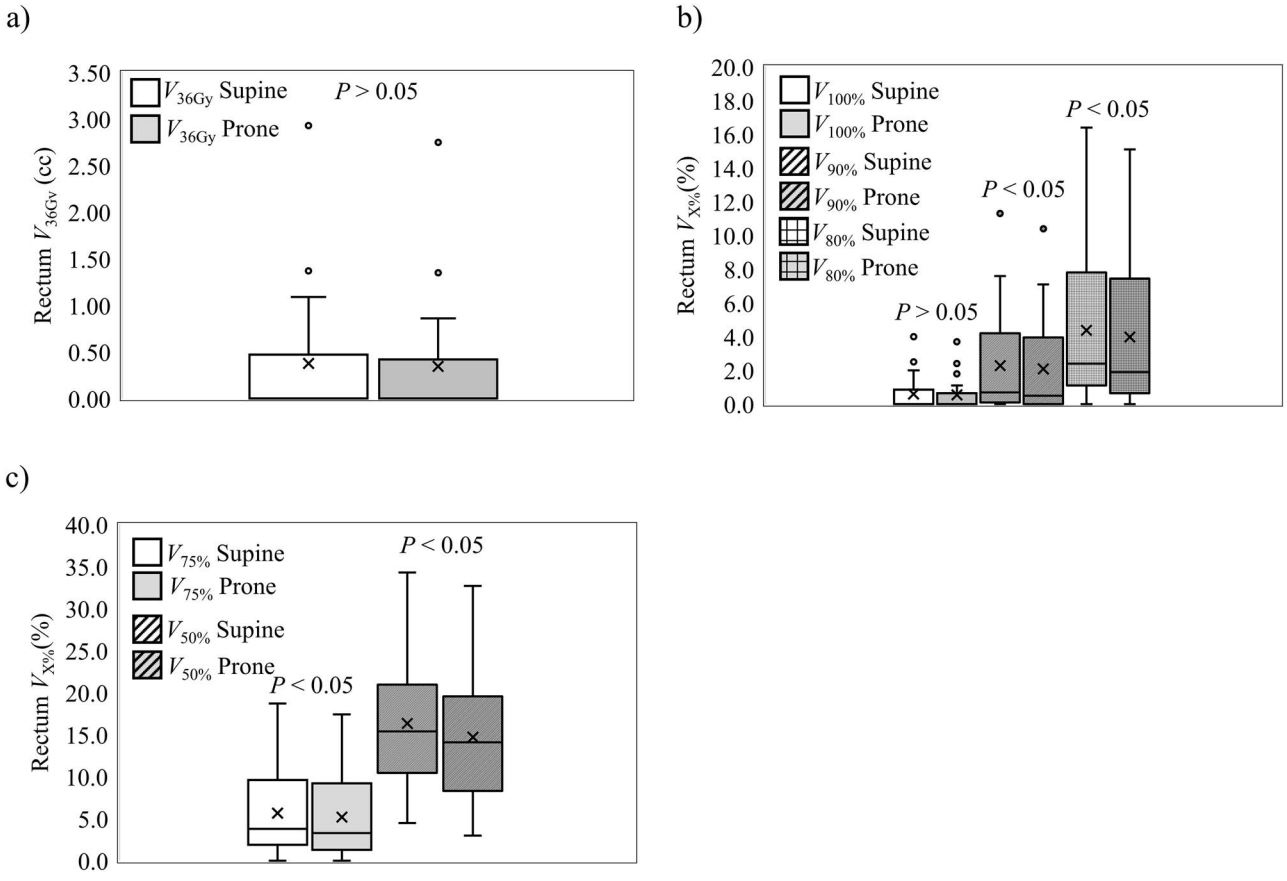 a)
3.50
3.00
2.50
2.00
1.50
1.00
0.50
0.00
Rectum V36Gy (cc)
V36Gy Supine
V36Gy Prone
P > 0.05
b)
20.0
18.0
16.0
14.0
12.0
10.0
8.0
6.0
4.0
2.0
0.0
Rectum VX%(%)
V100% Supine
V100% Prone
V90% Supine
V90% Prone
V80% Supine
V80% Prone
P > 0.05
P < 0.05
P < 0.05
c)
40.0
35.0
30.0
25.0
20.0
15.0
10.0
5.0
0.0
Rectum VX%(%)
V75% Supine
V75% Prone
V50% Supine
V50% Prone
P < 0.05
P < 0.05